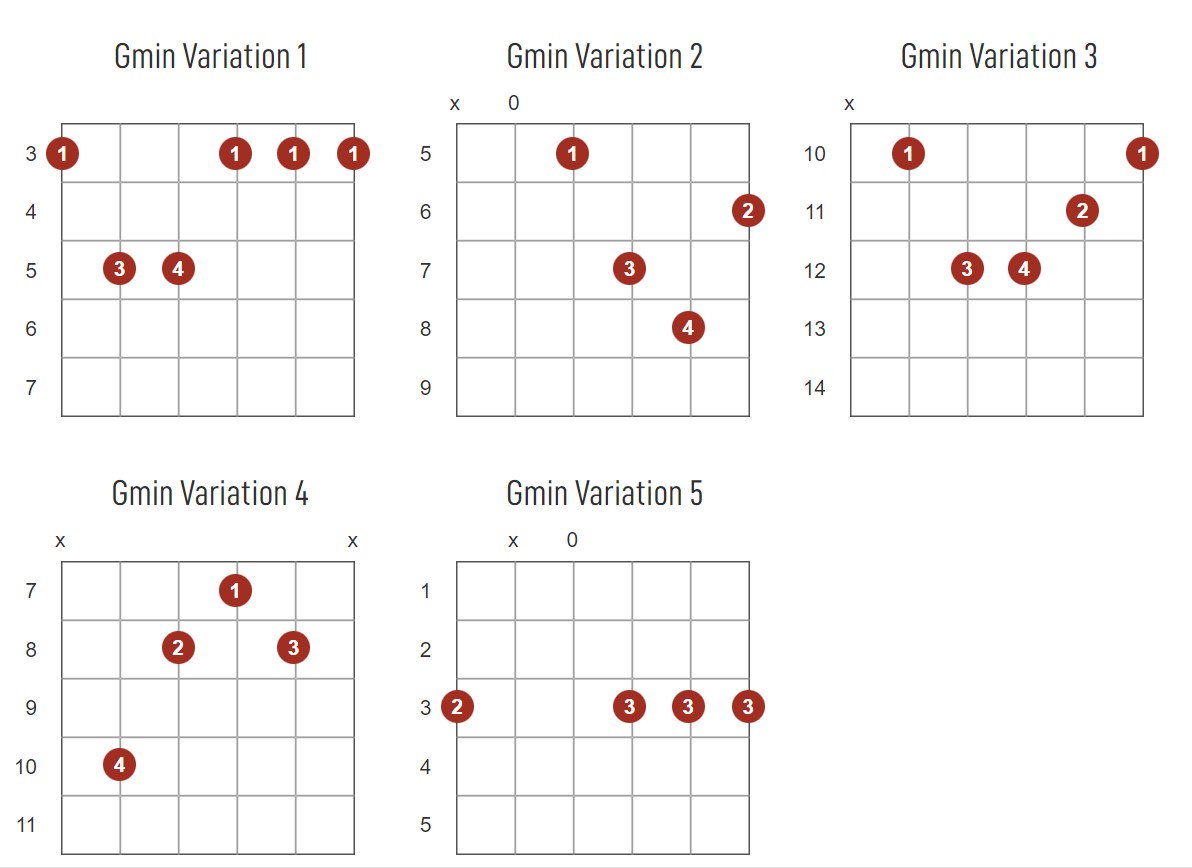 Gmin Variation 1 Gmin Variation 2 Gmin Variation 3
x 0 x
3 1 1 1 1 5 1 10 1 1
4 6 2 11 2
5 3 4 7 3 12 3 4
6 8 4 13
7 9 14
Gmin Variation 4 Gmin Variation 5
x x x 0
7 1 1
8 2 3 2
9 3 2 3 3 3
10 4 4
11 5